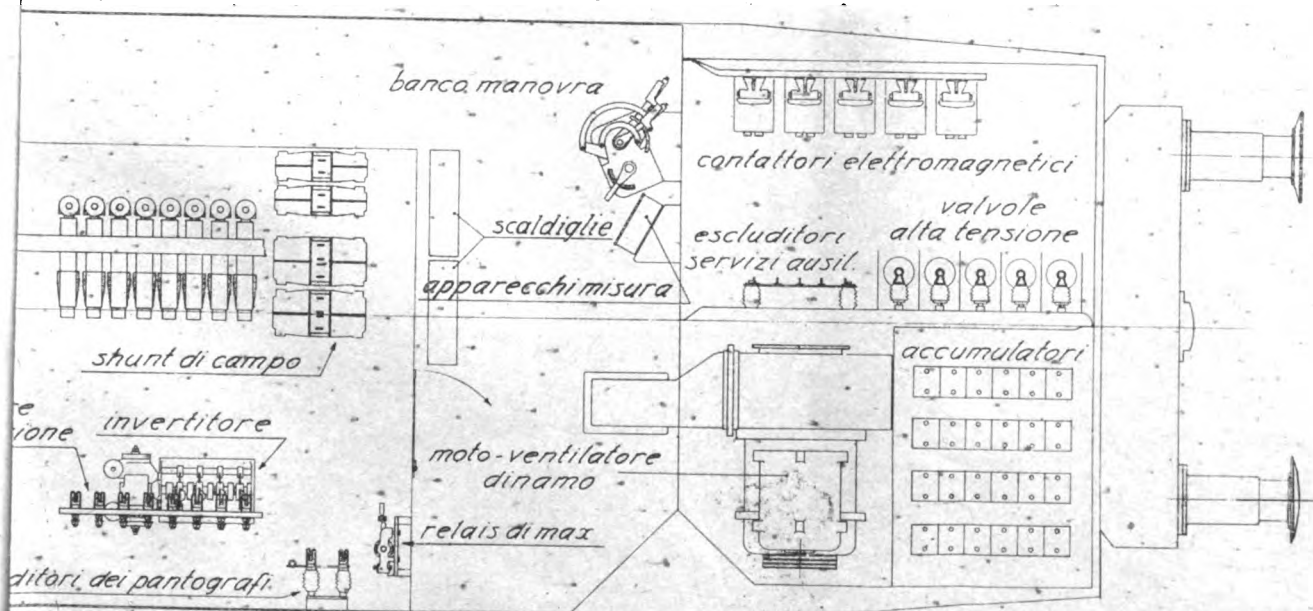 banco manovra
contattori elettromagnetici
valvole
alta tensione
scaldiglie
escluditori
servizi ausil.
apparecchi misura
shunt di campo
accumulatori
invertitore
moto-ventilatore
dinamo
relais di max
dei pantografi.